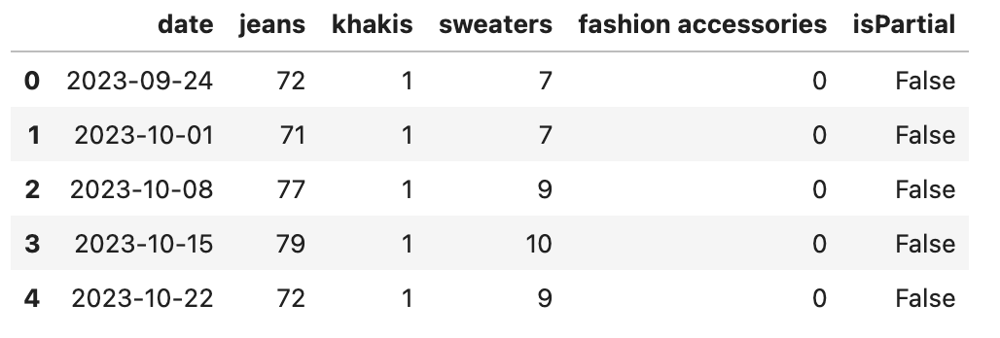 date jeans khakis sweaters fashion accessories isPartial
0 2023-09-24 72 1 7 0 False
1 2023-10-01 71 1 7 0 False
2 2023-10-08 77 1 9 0 False
3 2023-10-15 79 1 10 0 False
4 2023-10-22 72 1 9 0 False